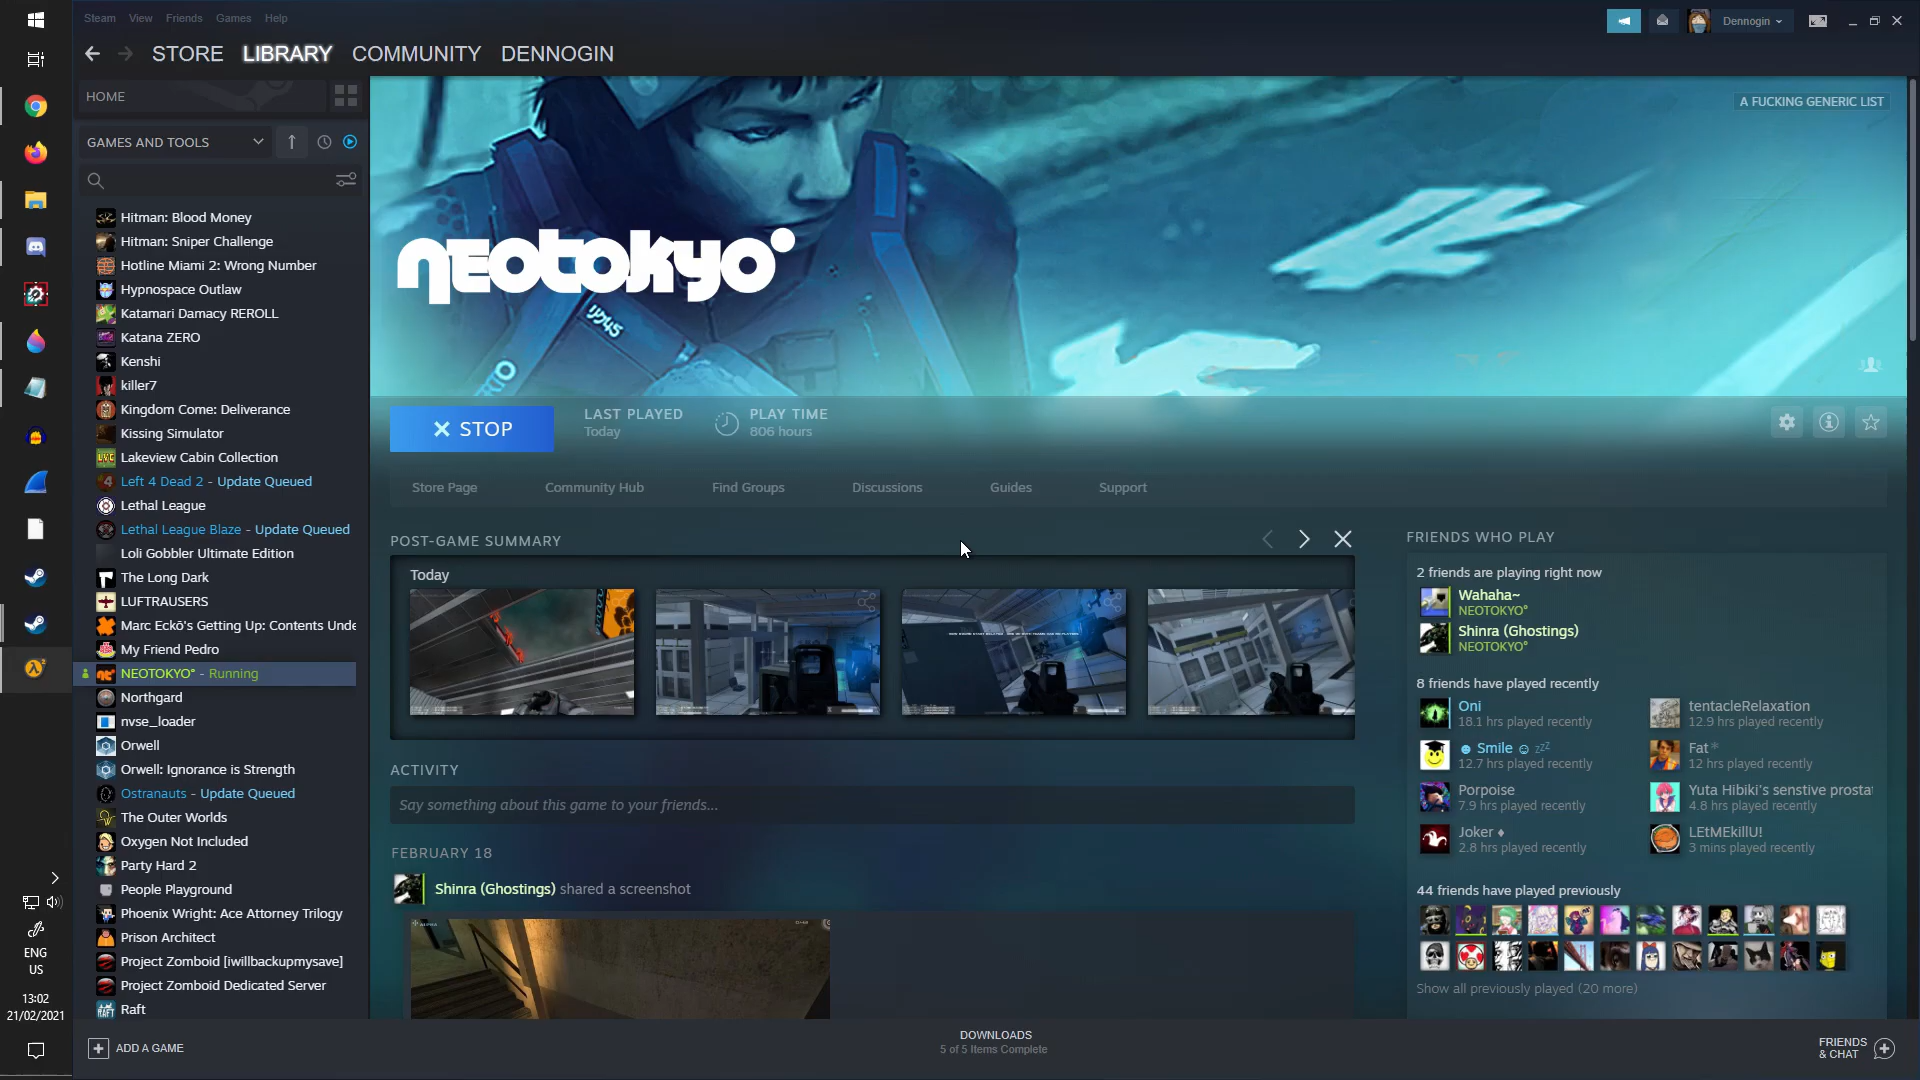 Steam View Friends Games Help
Dennogin
STORE LIBRARY COMMUNITY DENNOGIN
HOME
A FUCKING GENERIC LIST
GAMES AND TOOLS
Hitman: Blood Money
Hitman: Sniper Challenge
Hotline Miami 2: Wrong Number
Hypnospace Outlaw
Katamari Damacy REROLL
Katana ZERO
Kenshi
killer7
Kingdom Come: Deliverance
Kissing Simulator
Lakeview Cabin Collection
Left 4 Dead 2 - Update Queued
Lethal League
Lethal League Blaze - Update Queued
Loli Gobbler Ultimate Edition
The Long Dark
LUFTRAUSERS
Marc Eckō's Getting Up: Contents Unde
My Friend Pedro
NEOTOKYO° - Running
Northgard
nvse_loader
Orwell
Orwell: Ignorance is Strength
Ostranauts - Update Queued
The Outer Worlds
Oxygen Not Included
Party Hard 2
People Playground
Phoenix Wright: Ace Attorney Trilogy
Prison Architect
Project Zomboid [iwillbackupmysave]
Project Zomboid Dedicated Server
Raft
ADD A GAME
neotokyo°
STOP
LAST PLAYED
Today
PLAY TIME
806 hours
Store Page Community Hub Find Groups Discussions Guides Support
POST-GAME SUMMARY
Today
ACTIVITY
Say something about this game to your friends...
FEBRUARY 18
Shinra (Ghostings) shared a screenshot
FRIENDS WHO PLAY
2 friends are playing right now
Wahaha~
NEOTOKYO°
Shinra (Ghostings)
NEOTOKYO°
8 friends have played recently
Oni
18.1 hrs played recently
tentacleRelaxation
12.9 hrs played recently
☻ Smile ☺ zzZ
12.7 hrs played recently
Fat*
12 hrs played recently
Porpoise
7.9 hrs played recently
Yuta Hibiki's senstive prosta
4.8 hrs played recently
Joker ♦
2.8 hrs played recently
LEtMEkillU!
3 mins played recently
44 friends have played previously
Show all previously played (20 more)
DOWNLOADS
5 of 5 Items Complete
FRIENDS
& CHAT
ENG
US
13:02
21/02/2021